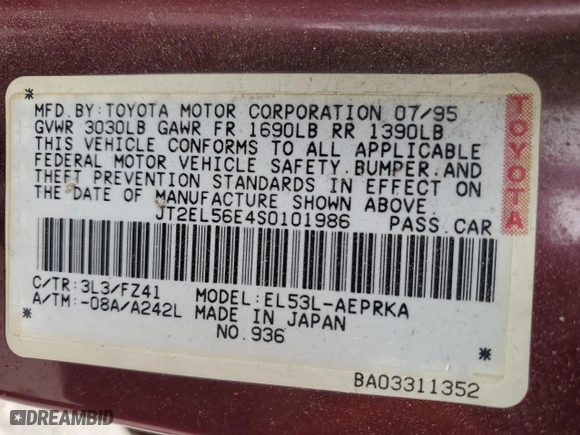 MFD.BY:TOYOTA MOTOR CORPORATION 07/95
GVWR 3030LB GAWR FR 1690LB RR 1390LB
THIS VEHICLE CONFORMS TO ALL APPLICABLE
FEDERAL MOTOR VEHICLE SAFETY.BUMPER.AND
THEFT PREVENTION STANDARDS IN EFFECT ON
THE DATE OF MANUFACTURE SHOWN ABOVE.
JT2EL56E4S0101986 PASS.CAR
TOYOTA
C/TR:3L3/FZ41 MODEL:EL53L-AEPRKA
A/TM:-08A/A242L MADE IN JAPAN
NO.936
BA03311352
DREAMBID